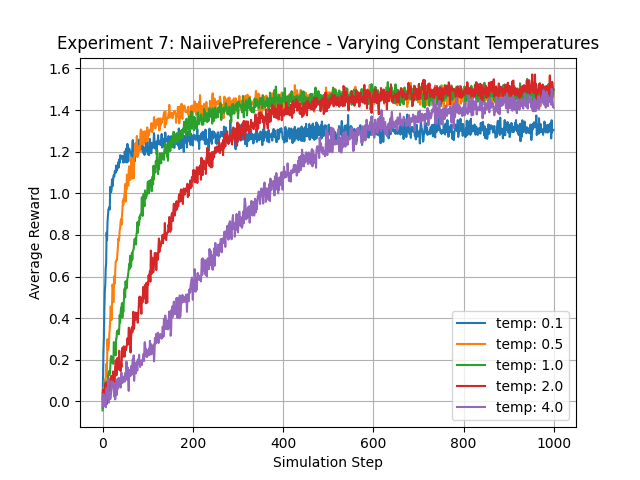 Experiment 7: NaiivePreference - Varying Constant Temperatures
Average Reward
1.6
1.4
1.2
1.0
0.8
0.6
0.4
0.2
0.0
temp: 0.1
temp: 0.5
temp: 1.0
temp: 2.0
temp: 4.0
0 200 400 600 800 1000
Simulation Step